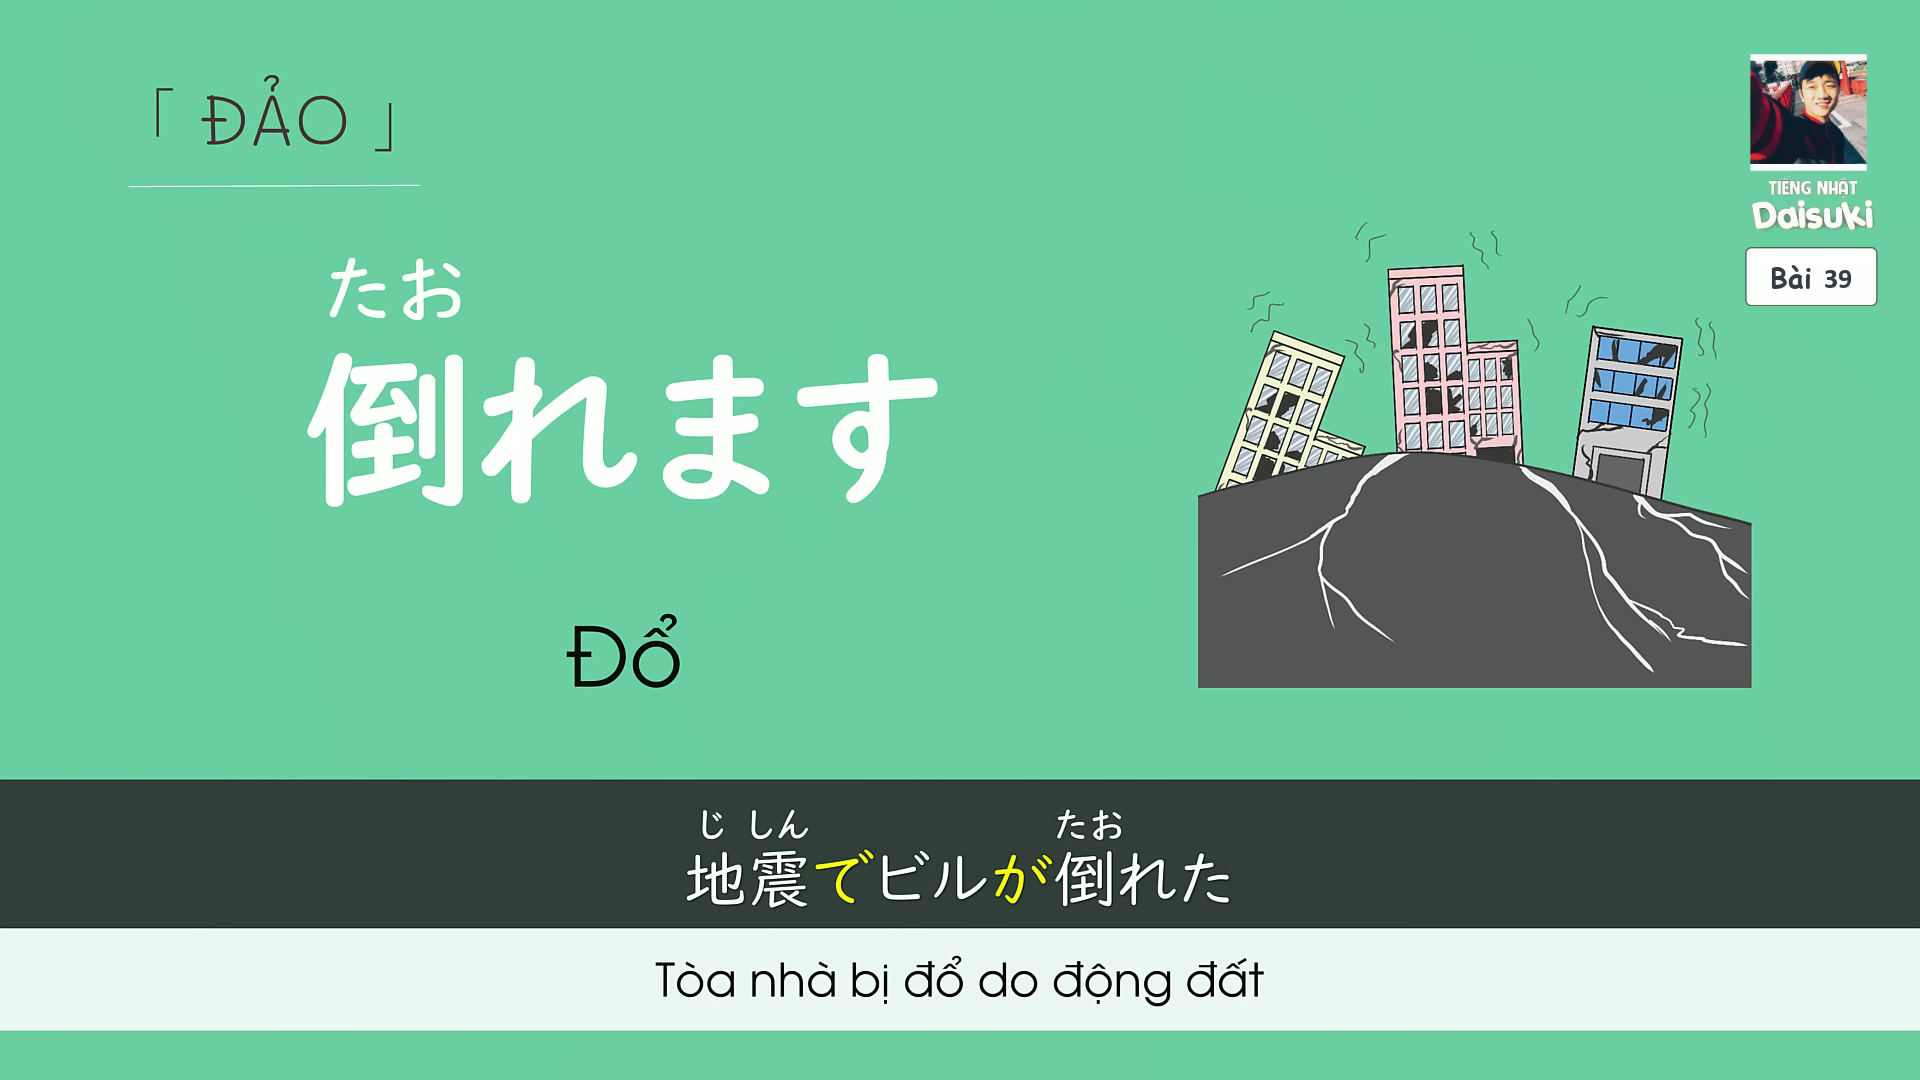 「 ĐẢO 」
たお
倒れます
Đổ
TIẾNG NHẬT
Daisuki
Bài 39
じ しん たお
地震でビルが倒れた
Tòa nhà bị đổ do động đất